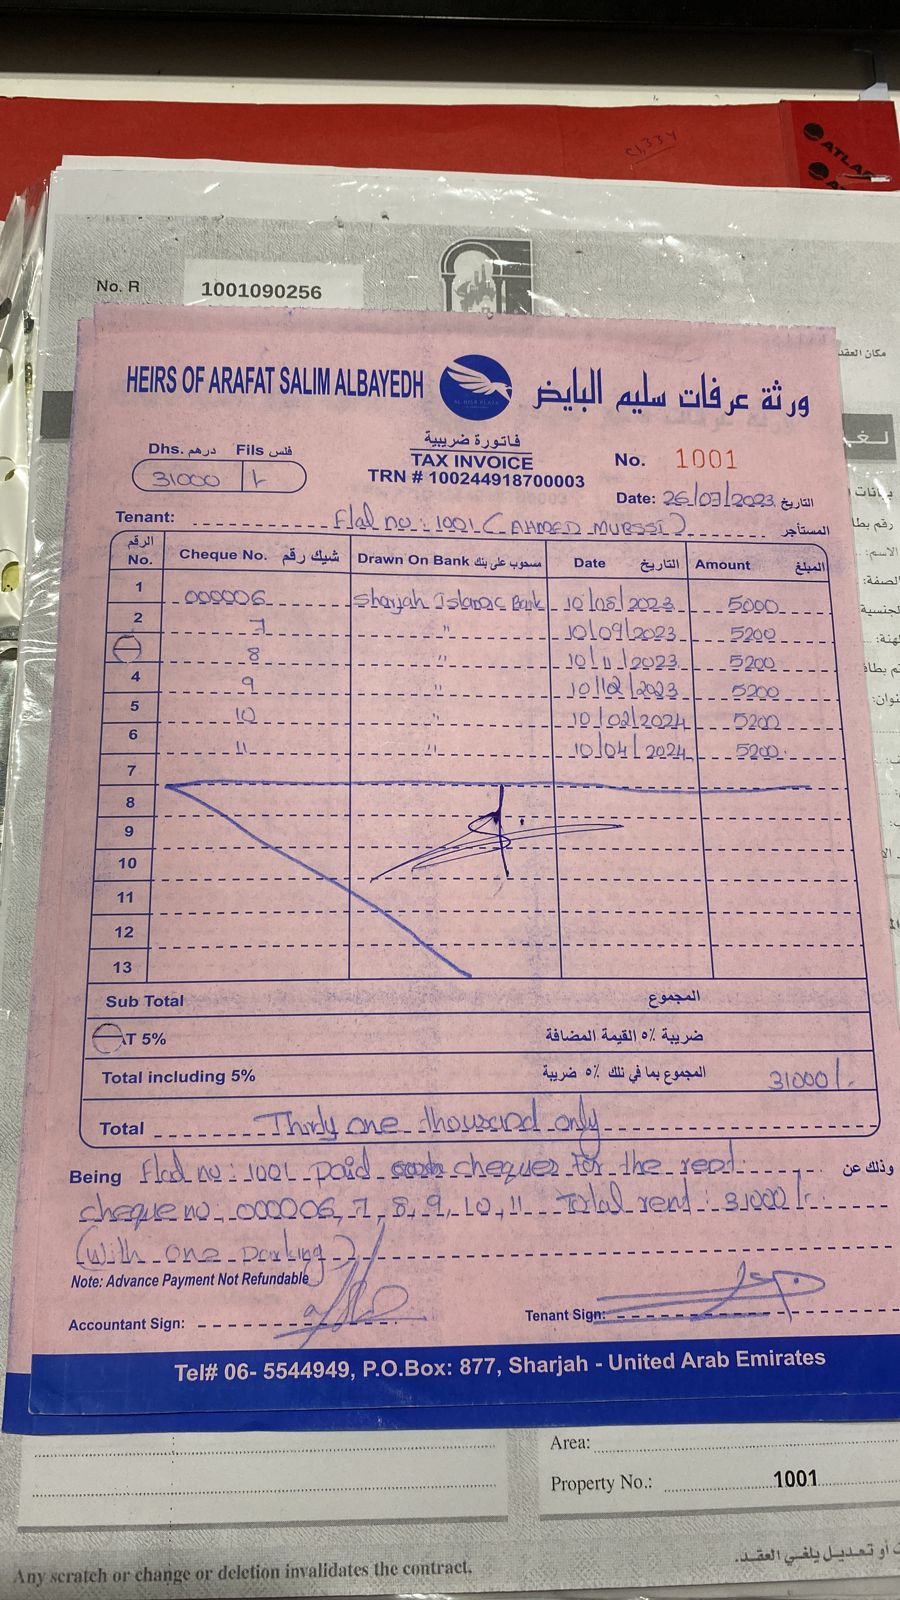 ATLAS
No. R 1001090256
مكان العقد
HEIRS OF ARAFAT SALIM ALBAYEDH
ورثة عرفات سليم البايض
Dhs. درهم Fils فلس
31000
فاتورة ضريبية
TAX INVOICE
TRN # 100244918700003
No. 1001
Date: 26/07/2023 التاريخ
Tenant: Flat no: 1001 (AHMED MURSSI) المستأجر
الرقم No. Cheque No. شيك رقم Drawn On Bank مسحوب على بنك Date التاريخ Amount المبلغ
1 000006 Sharjah Islamic Bank 10/08/2023 5000
2 7 " 10/09/2023 5200
8 " 10/11/2023 5200
4 9 " 10/12/2023 5200
5 10 " 10/02/2024 5200
6 11 " 10/04/2024 5200
7
8
9
10
11
12
13
Sub Total المجموع
AT 5% ضريبة ٥٪ القيمة المضافة
Total including 5% المجموع بما في تلك ٥٪ ضريبة 31000/-
Total Thirty one thousand only
Being Flat no: 1001 paid cheques for the rent وذلك عن
cheque no, 000006, 7, 8, 9, 10, 11 Total rent: 31000/-
(with one parking)
Note: Advance Payment Not Refundable
Accountant Sign: Tenant Sign:
Tel# 06- 5544949, P.O.Box: 877, Sharjah - United Arab Emirates
Area:
Property No.: 1001
Any scratch or change or deletion invalidates the contract.
أو تعديل يلغي العقد.